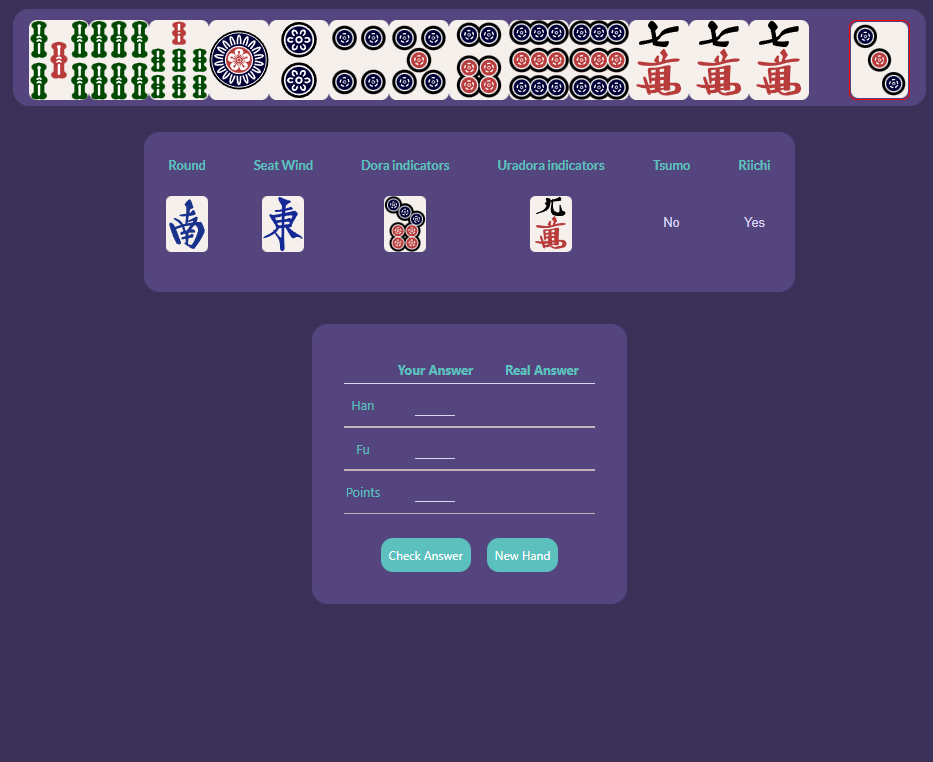 七 七 七
萬 萬 萬
Round Seat Wind Dora indicators Uradora indicators Tsumo Riichi
南 東 九萬 No Yes
Your Answer Real Answer
Han
Fu
Points
Check Answer New Hand